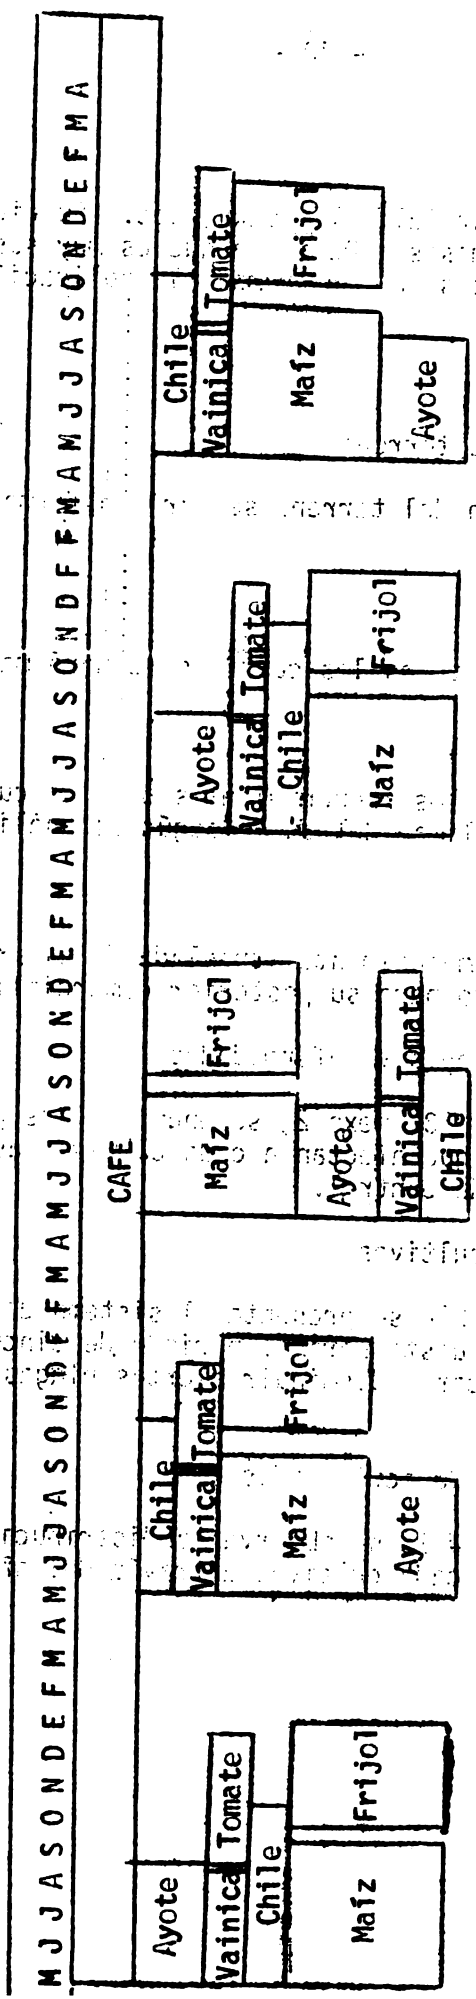 M J J A S O N D E F M A M J J A S O N D F F M A M J J A S O N D E F M A M J J A S O N D F F M A M J J A S O N D E F M A
CAFE
Ayote
Vainica Tomate
Chile
Maíz Frijol
Chile
Vainica Tomate
Maíz Frijol
Ayote
Maíz Frijol
Ayote
Vainica Tomate
Chile
Ayote
Vainica Tomate
Chile
Maíz Frijol
Chile
Vainica Tomate
Maíz Frijol
Ayote